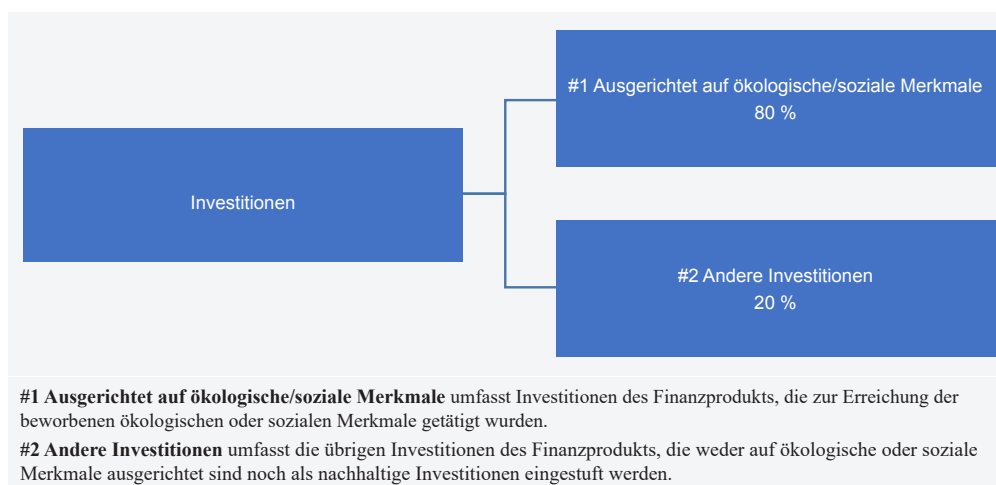 #1 Ausgerichtet auf ökologische/soziale Merkmale
80 %
Investitionen
#2 Andere Investitionen
20 %
#1 Ausgerichtet auf ökologische/soziale Merkmale umfasst Investitionen des Finanzprodukts, die zur Erreichung der
beworbenen ökologischen oder sozialen Merkmale getätigt wurden.
#2 Andere Investitionen umfasst die übrigen Investitionen des Finanzprodukts, die weder auf ökologische oder soziale
Merkmale ausgerichtet sind noch als nachhaltige Investitionen eingestuft werden.